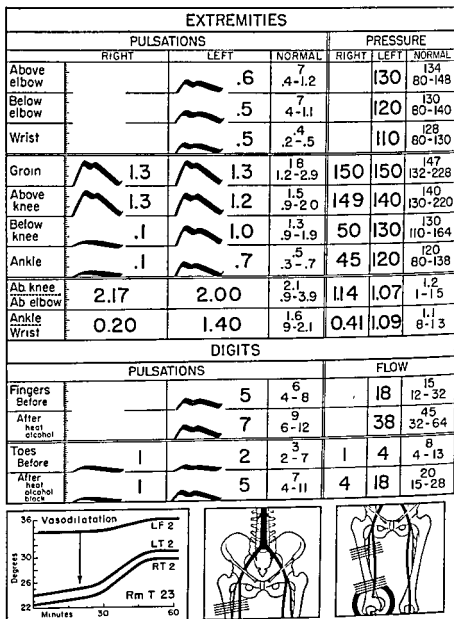 EXTREMITIES
PULSATIONS PRESSURE
RIGHT LEFT NORMAL RIGHT LEFT NORMAL
Above elbow .6 7 .4-1.2 130 134 80-148
Below elbow .5 7 4-1.1 120 130 80-140
Wrist .5 .4 .2-.5 110 128 80-130
Groin 1.3 1.3 1.8 1.2-2.9 150 150 147 132-228
Above knee 1.3 1.2 1.5 .9-2.0 149 140 140 130-220
Below knee .1 1.0 1.3 .9-1.9 50 130 130 110-164
Ankle .1 .7 .5 .3-.7 45 120 120 80-138
Ab. knee Ab elbow 2.17 2.00 2.1 .9-3.9 1.14 1.07 1.2 1-1.5
Ankle Wrist 0.20 1.40 1.6 9-2.1 0.41 1.09 1.1 8-1.3
DIGITS
PULSATIONS FLOW
Fingers Before 5 6 4-8 18 15 12-32
After heat alcohol 7 9 6-12 38 45 32-64
Toes Before 1 2 3 2-7 1 4 8 4-13
After heat alcohol block 1 5 7 4-11 4 18 20 15-28
36 Vasodilatation
LF 2
LT 2
RT 2
Degrees
29
26
22
Rm T 23
Minutes 30 60